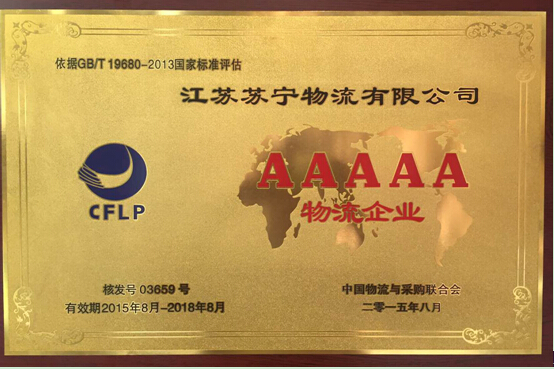 依据GB/T 19680-2013国家标准评估
江苏苏宁物流有限公司
AAAAA
物流企业
CFLP
核发号 03659 号
有效期2015年8月-2018年8月
中国物流与采购联合会
二〇一五年八月